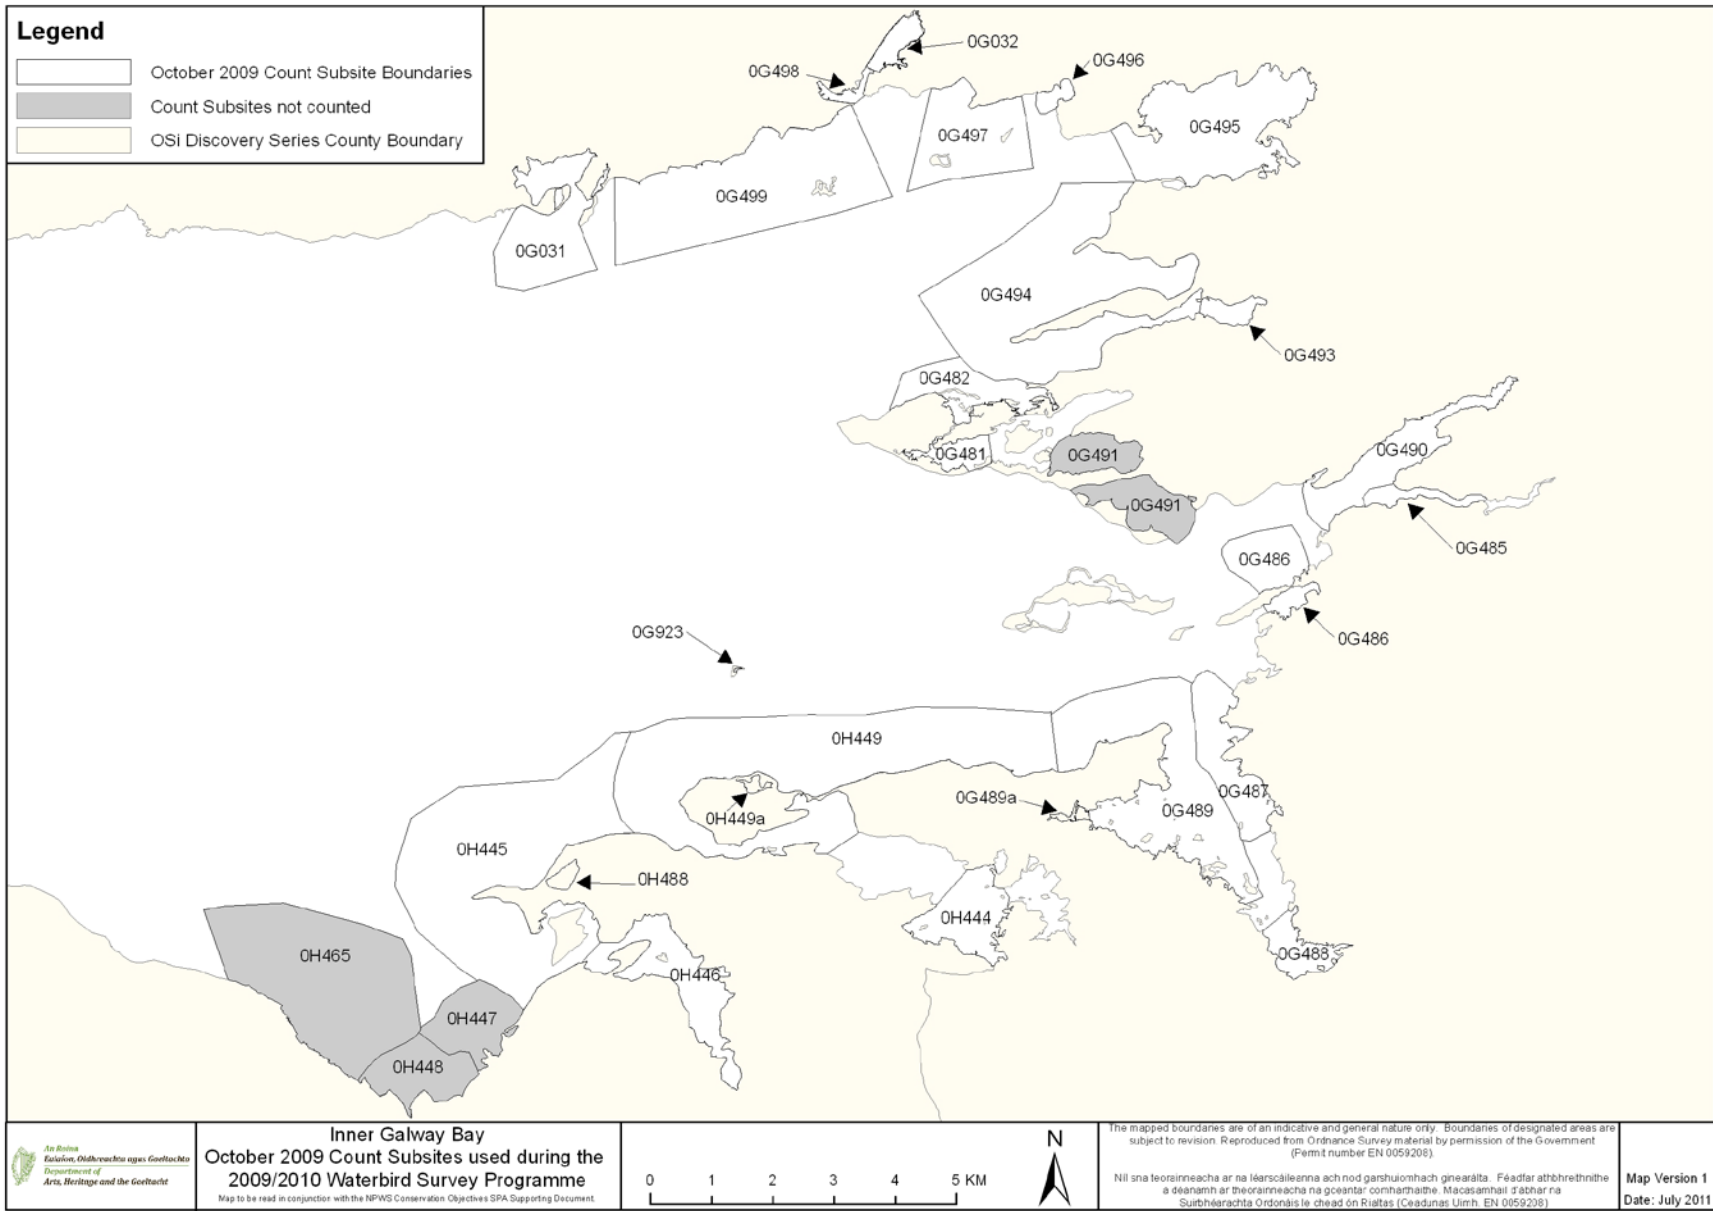 Legend
October 2009 Count Subsite Boundaries
Count Subsites not counted
OSi Discovery Series County Boundary
0G032
0G498
0G496
0G495
0G497
0G499
0G031
0G494
0G493
0G482
0G481
0G491
0G490
0G491
0G485
0G486
0G486
0G923
0H449
0G489a
0G487
0G489
0H449a
0H445
0H488
0H444
0H465
0H446
0G488
0H447
0H448
An Roinn
Ealaíon, Oidhreachta agus Gaeltachta
Department of
Arts, Heritage and the Gaeltacht
Inner Galway Bay
October 2009 Count Subsites used during the
2009/2010 Waterbird Survey Programme
Map to be read in conjunction with the NPWS Conservation Objectives SPA Supporting Document.
0 1 2 3 4 5 KM
N
The mapped boundaries are of an indicative and general nature only. Boundaries of designated areas are
subject to revision. Reproduced from Ordnance Survey material by permission of the Government
(Permit number EN 0059208).
Níl sna teorainneacha ar na léarscáileanna ach nod garshuiomhach ginearálta. Féadfar athbhreithnithe
a déanamh ar theorainneacha na gceantar comharthaithe. Macasamhail d'ábhar na
Suirbhéarachta Ordonáis le chead ón Rialtas (Ceadunas Uimh. EN 0059208)
Map Version 1
Date: July 2011